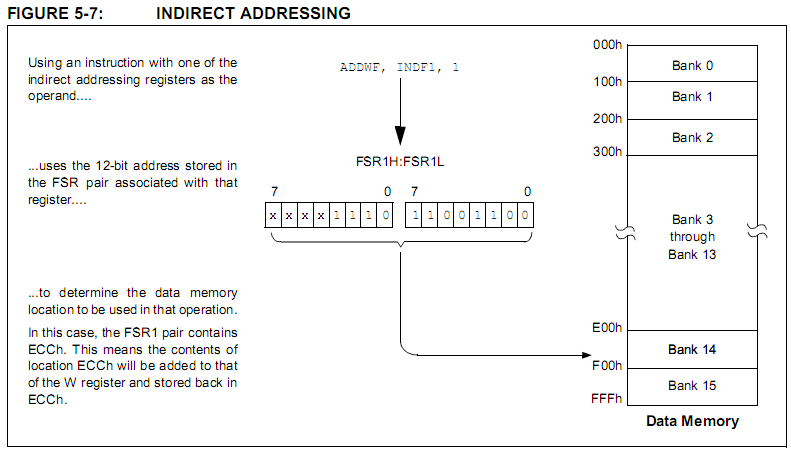 FIGURE 5-7: INDIRECT ADDRESSING
Using an instruction with one of the
indirect addressing registers as the
operand....
ADDWF, INDF1, 1
...uses the 12-bit address stored in
the FSR pair associated with that
register....
FSR1H:FSR1L
7 0 7 0
x x x x 1 1 1 0 1 1 0 0 1 1 0 0
...to determine the data memory
location to be used in that operation.
In this case, the FSR1 pair contains
ECCh. This means the contents of
location ECCh will be added to that
of the W register and stored back in
ECCh.
000h
Bank 0
100h
Bank 1
200h
Bank 2
300h
Bank 3
through
Bank 13
E00h
Bank 14
F00h
Bank 15
FFFh
Data Memory